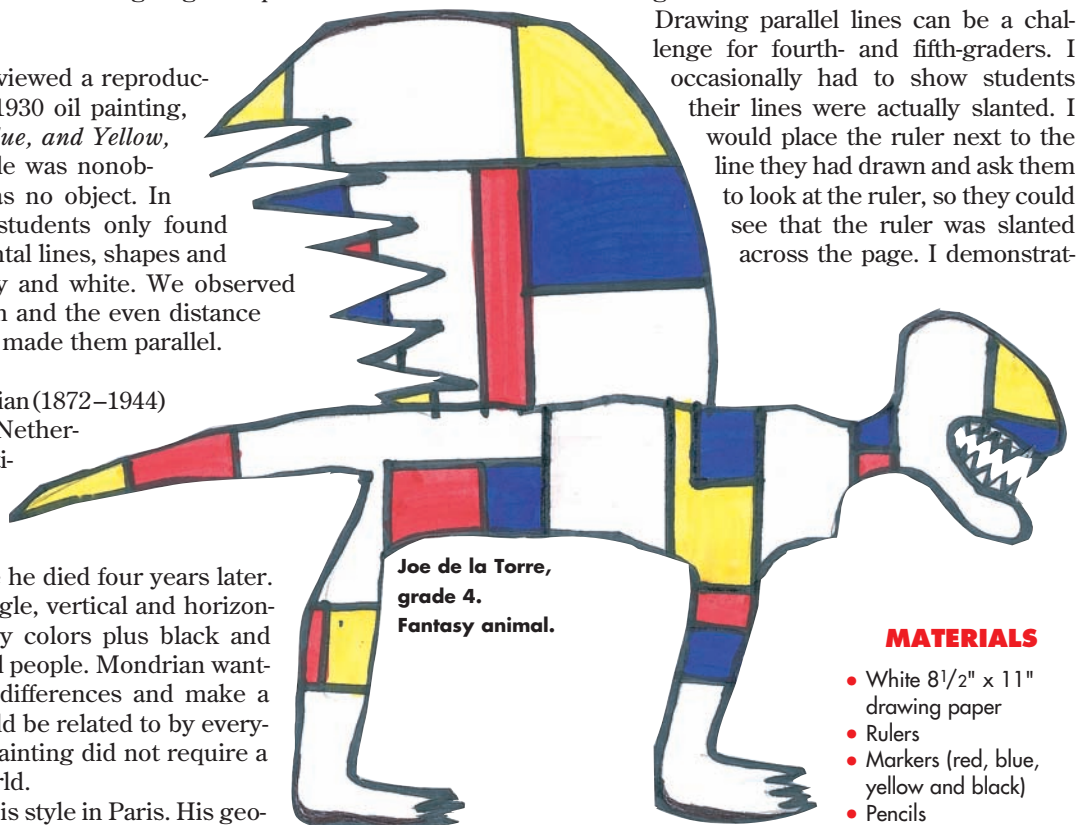 viewed a reproduc-
1930 oil painting,
lue, and Yellow,
le was nonob-
as no object. In
students only found
ntal lines, shapes and
y and white. We observed
n and the even distance
made them parallel.
ian (1872–1944)
Nether-
i-
he died four years later.
gle, vertical and horizon-
y colors plus black and
l people. Mondrian want-
differences and make a
ld be related to by every-
ainting did not require a
rld.
is style in Paris. His geo-
Joe de la Torre,
grade 4.
Fantasy animal.
Drawing parallel lines can be a chal-
lenge for fourth- and fifth-graders. I
occasionally had to show students
their lines were actually slanted. I
would place the ruler next to the
line they had drawn and ask them
to look at the ruler, so they could
see that the ruler was slanted
across the page. I demonstrat-
MATERIALS
• White 8 1/2" x 11"
drawing paper
• Rulers
• Markers (red, blue,
yellow and black)
• Pencils